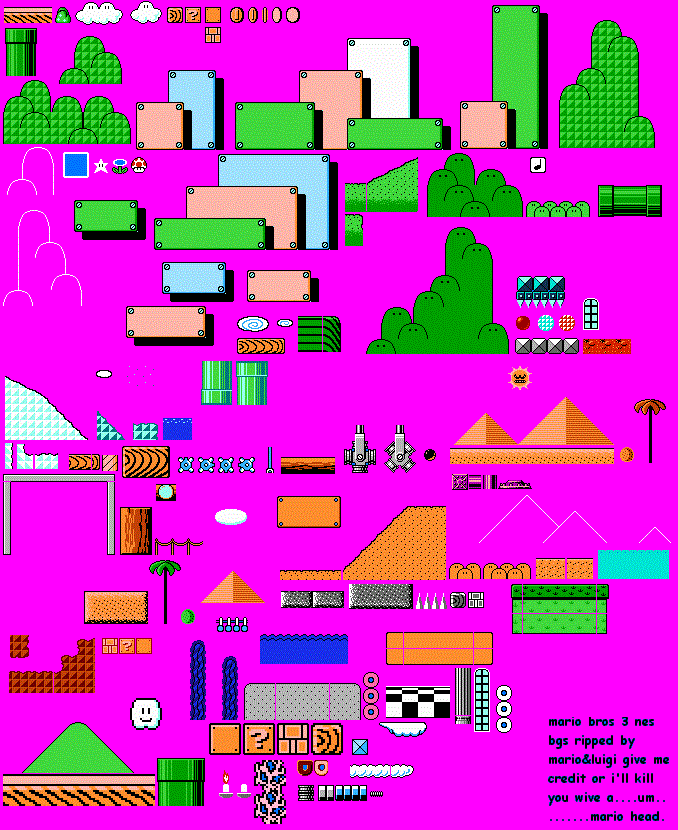 mario bros 3 nes
bgs ripped by
mario&luigi give me
credit or i'll kill
you wive a....um..
.......mario head.